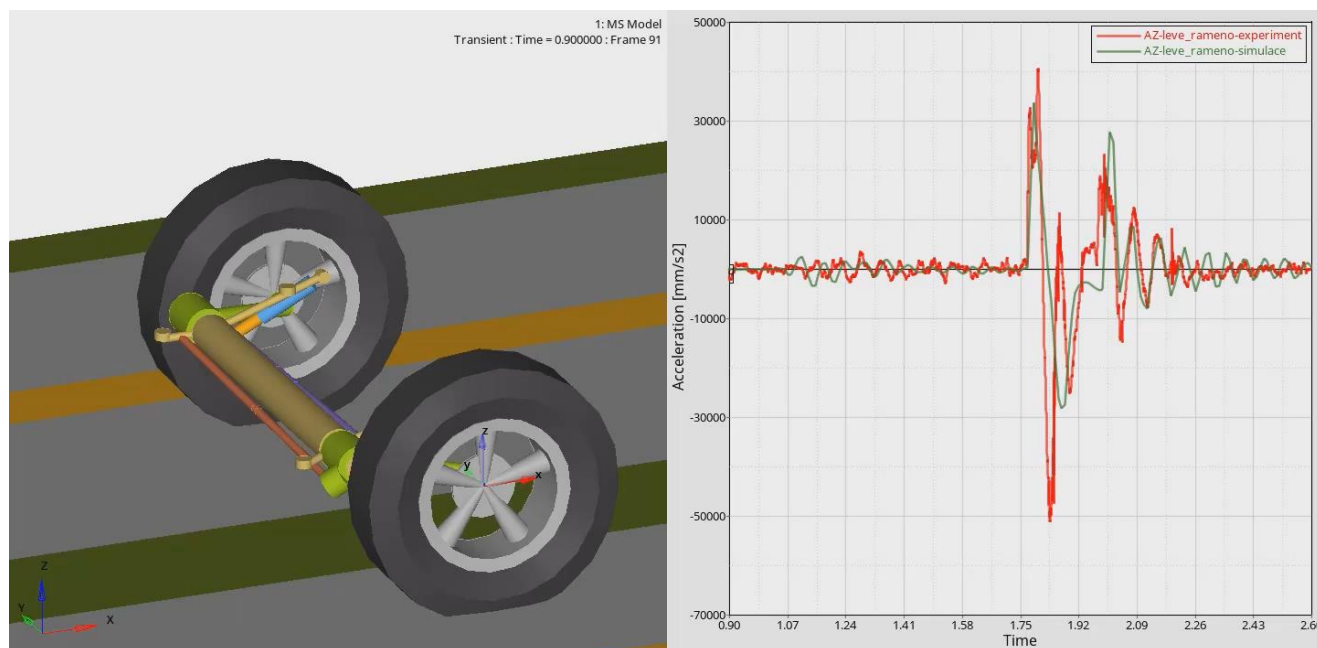 1: MS Model
Transient : Time = 0.900000 : Frame 91
z
y
x
Z
Y
X
50000
30000
10000
-10000
-30000
-50000
-70000
Acceleration [mm/s2]
AZ-leve_rameno-experiment
AZ-leve_rameno-simulace
0.90
1.07
1.24
1.41
1.58
1.75
1.92
2.09
2.26
2.43
Time